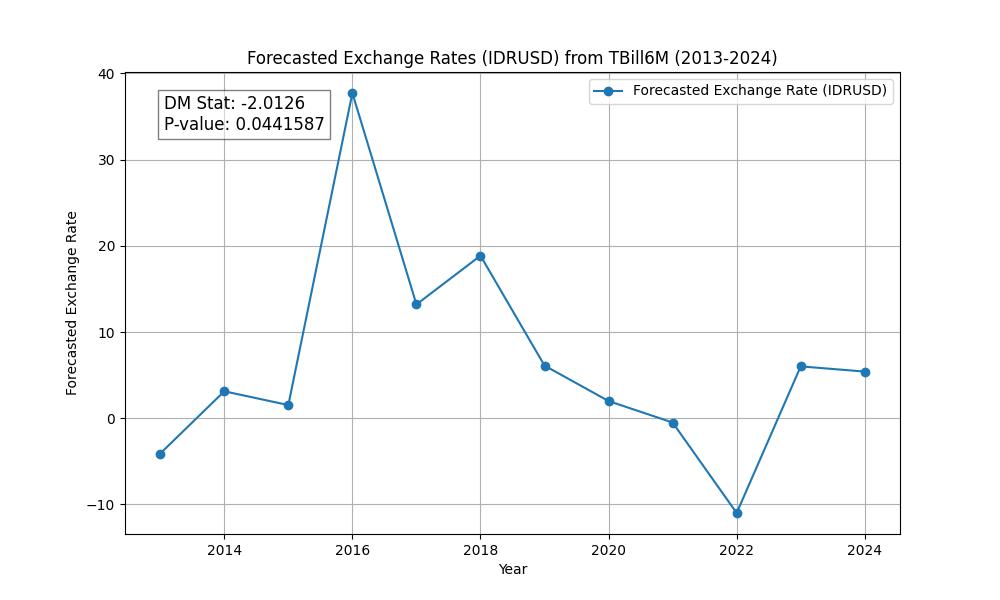 Forecasted Exchange Rates (IDRUSD) from TBill6M (2013-2024)
DM Stat: -2.0126
P-value: 0.0441587
Forecasted Exchange Rate (IDRUSD)
Forecasted Exchange Rate
40
30
20
10
0
−10
2014 2016 2018 2020 2022 2024
Year